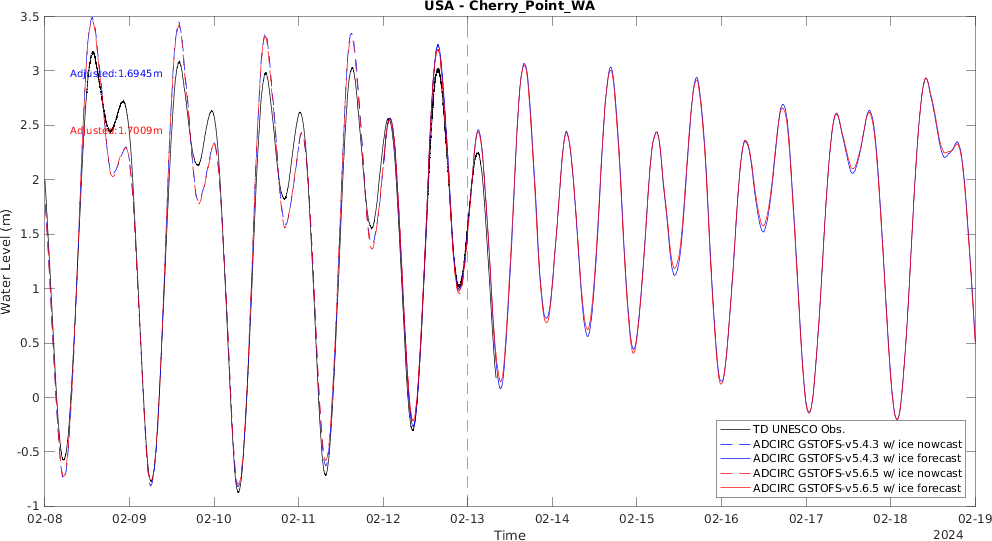 USA - Cherry_Point_WA
3.5
3
2.5
2
1.5
1
0.5
0
-0.5
-1
Water Level (m)
Adjusted:1.6945m
Adjusted:1.7009m
TD UNESCO Obs.
ADCIRC GSTOFS-v5.4.3 w/ ice nowcast
ADCIRC GSTOFS-v5.4.3 w/ ice forecast
ADCIRC GSTOFS-v5.6.5 w/ ice nowcast
ADCIRC GSTOFS-v5.6.5 w/ ice forecast
02-08 02-09 02-10 02-11 02-12 02-13 02-14 02-15 02-16 02-17 02-18 02-19
Time
2024